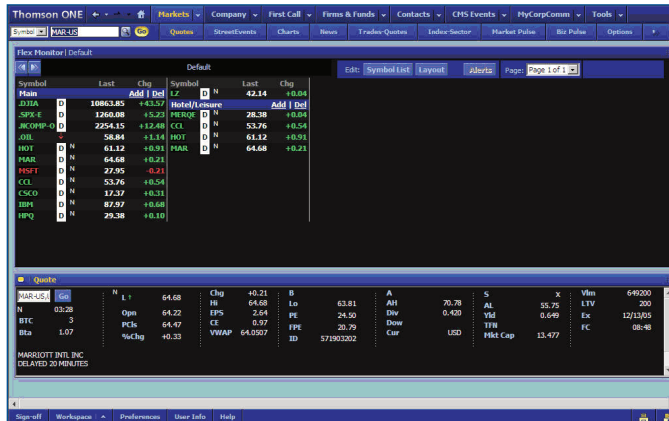 Thomson ONE Markets Company First Call Firms & Funds Contacts CMS Events MyCorpComm Tools
Symbol MAR-US Go Quotes StreetEvents Charts News Trades-Quotes Index-Sector Market Pulse Biz Pulse Options
Flex Monitor | Default
Default Edit: Symbol List Layout Alerts Page: Page 1 of 1
Symbol Last Chg
Main Add | Del
.DJIA D 10863.85 +43.57
.SPX-E D 1260.08 +5.23
.NCOMP-O D 2254.15 +12.48
.OIL 58.84 +1.14
HOT D N 61.12 +0.91
MAR D N 64.68 +0.21
MSFT D 27.95 -0.21
CCL D N 53.76 +0.54
CSCO D 17.37 +0.31
IBM D N 87.97 +0.68
HPQ D N 29.38 +0.10
Symbol Last Chg
LZ D N 42.14 +0.04
Hotel/Leisure Add | Del
MERQE D N 28.38 +0.04
CCL D N 53.76 +0.54
HOT D N 61.12 +0.91
MAR D N 64.68 +0.21
Quote
MAR-US,( Go
N 03:28
BTC 3
Bta 1.07
N L ↑ 64.68
Opn 64.22
PCls 64.47
%Chg +0.33
Chg +0.21
Hi 64.68
EPS 2.64
CE 0.97
VWAP 64.0507
B
Lo 63.81
PE 24.50
FPE 20.79
ID 571903202
A
AH 70.78
Div 0.420
Dow
Cur USD
S X
AL 55.75
Yld 0.649
TFN
Mkt Cap 13.477
Vlm 649200
LTV 200
Ex 12/13/05
FC 08:48
MARRIOTT INTL INC
DELAYED 20 MINUTES
Sign-off Workspace Preferences User Info Help